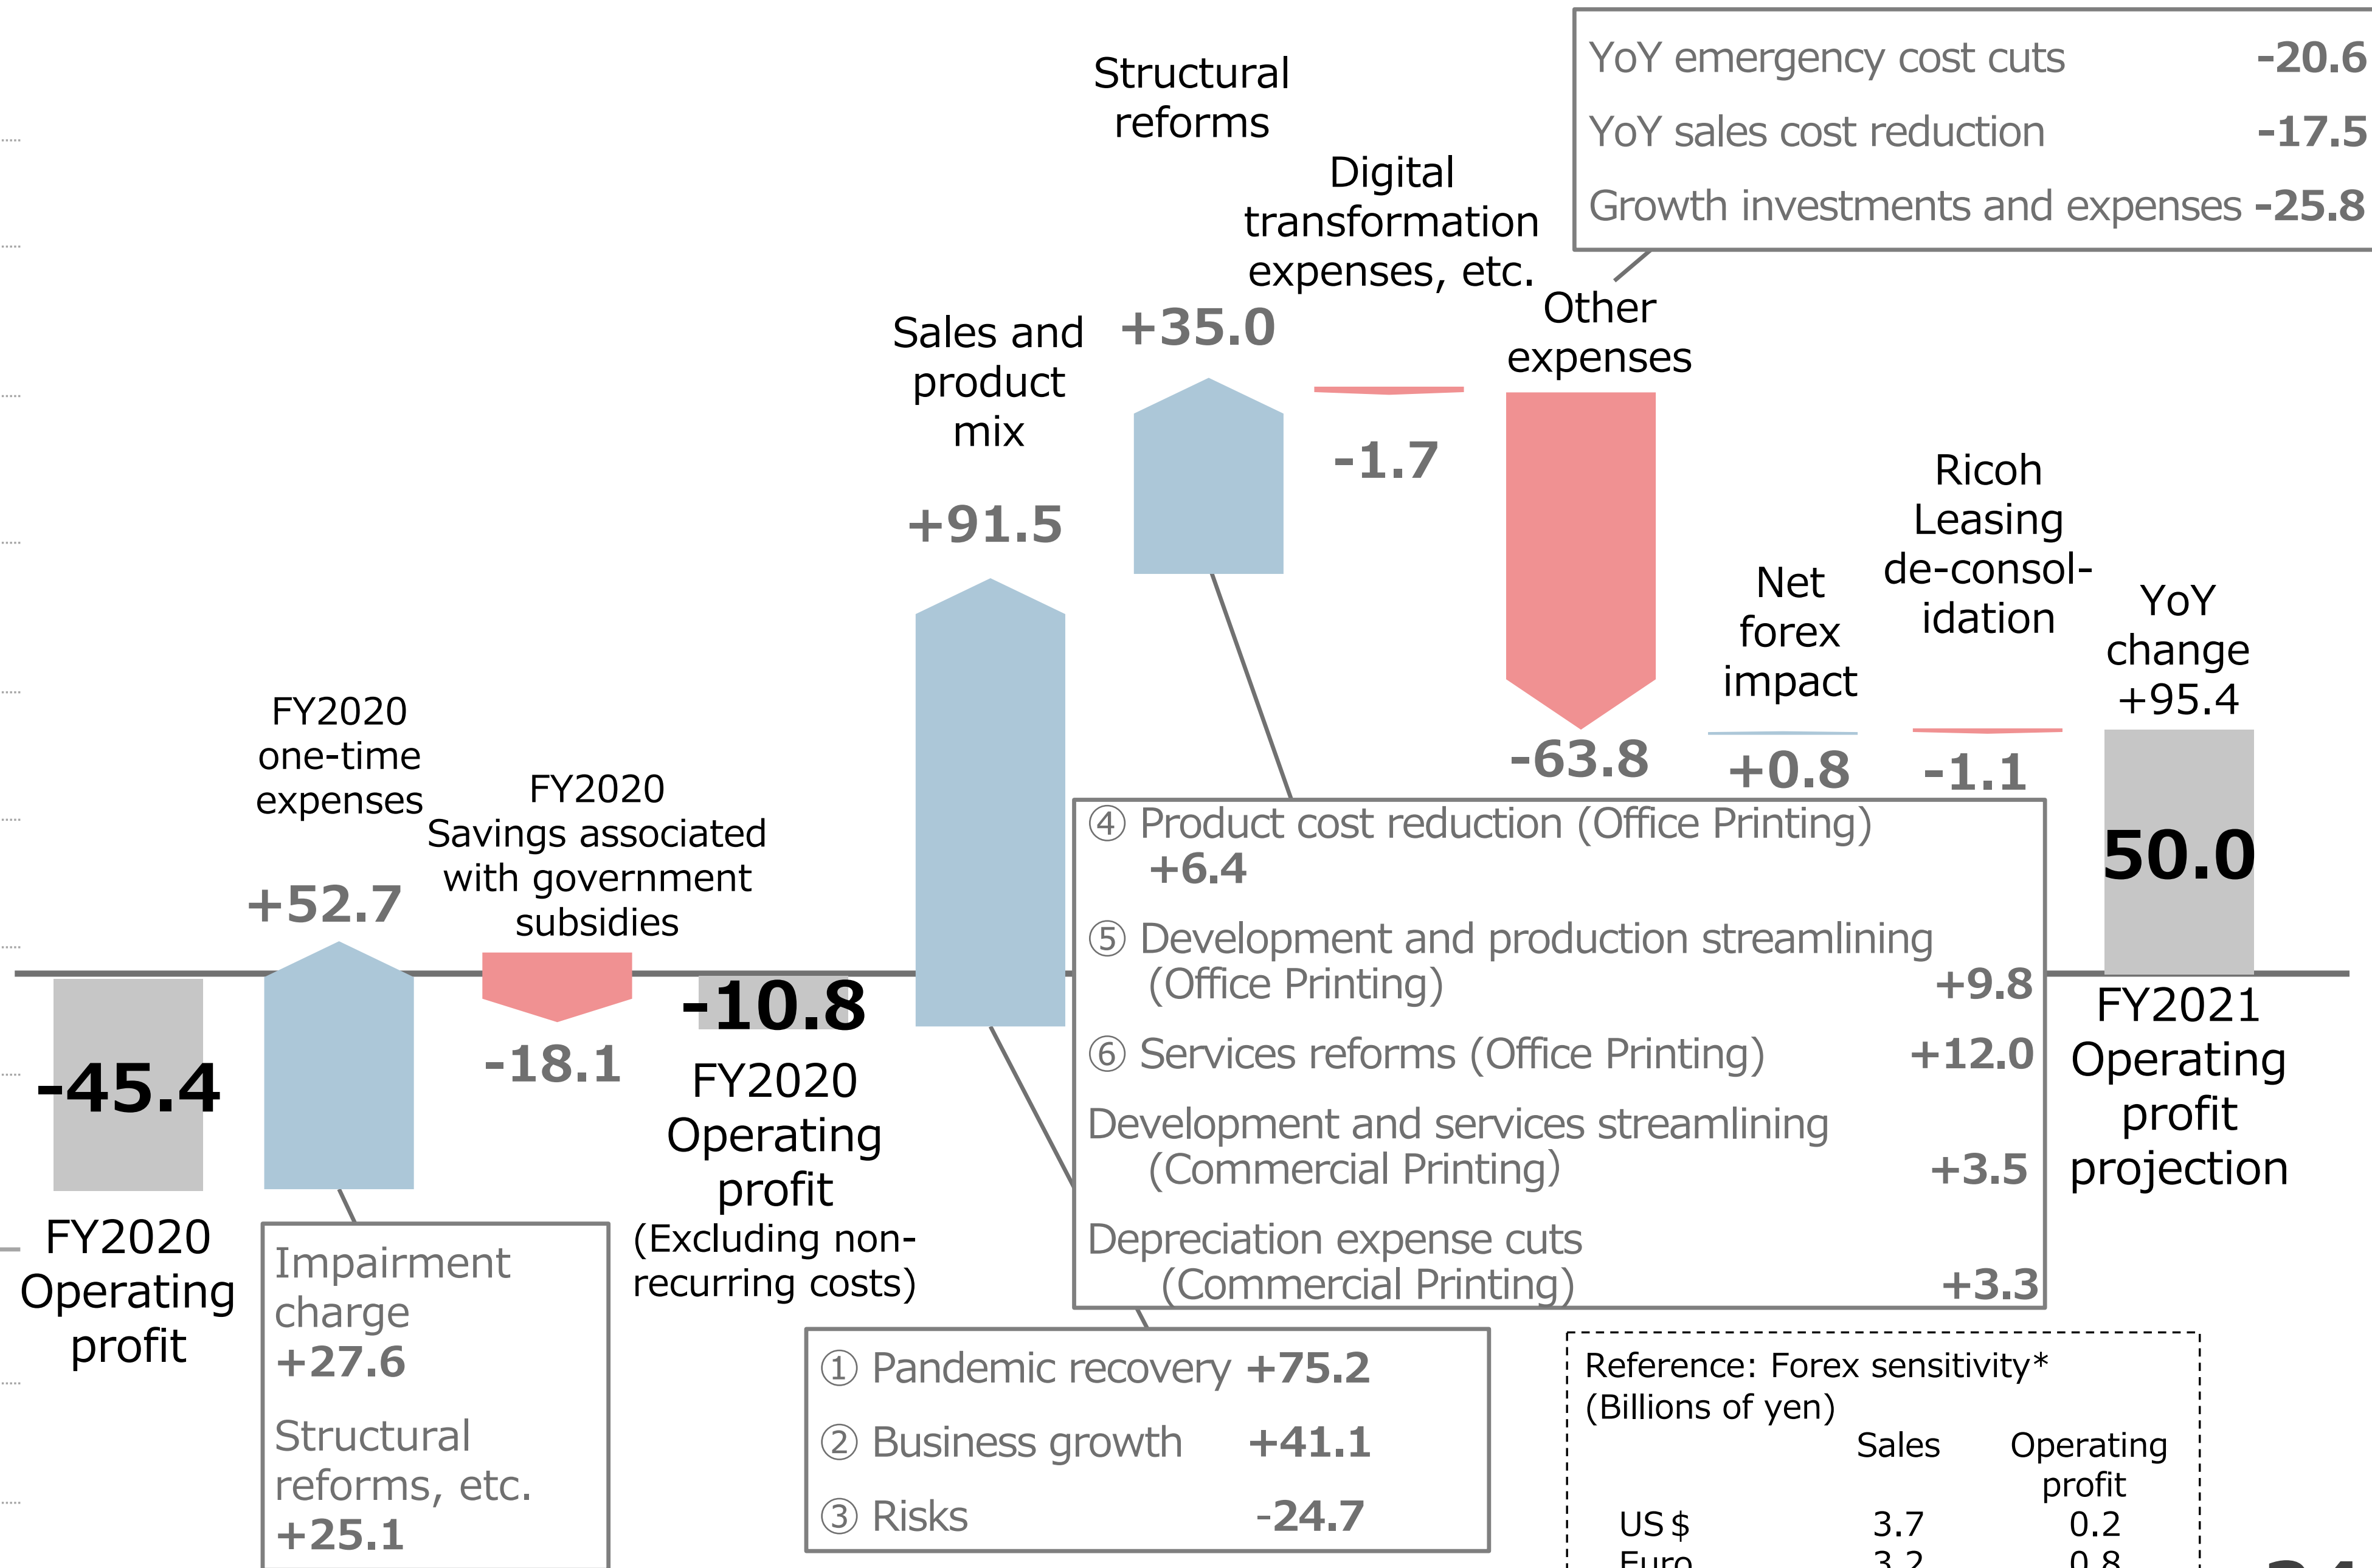 YoY emergency cost cuts -20.6
YoY sales cost reduction -17.5
Growth investments and expenses -25.8
Structural
reforms
+35.0
Digital
transformation
expenses, etc.
-1.7
Other
expenses
-63.8
Sales and
product
mix
+91.5
Net
forex
impact
+0.8
Ricoh
Leasing
de-consol-
idation
-1.1
YoY
change
+95.4
50.0
FY2021
Operating
profit
projection
FY2020
one-time
expenses
+52.7
FY2020
Savings associated
with government
subsidies
-18.1
-45.4
FY2020
Operating
profit
-10.8
FY2020
Operating
profit
(Excluding non-
recurring costs)
④ Product cost reduction (Office Printing)
+6.4
⑤ Development and production streamlining
(Office Printing) +9.8
⑥ Services reforms (Office Printing) +12.0
Development and services streamlining
(Commercial Printing) +3.5
Depreciation expense cuts
(Commercial Printing) +3.3
Impairment
charge
+27.6
Structural
reforms, etc.
+25.1
① Pandemic recovery +75.2
② Business growth +41.1
③ Risks -24.7
Reference: Forex sensitivity*
(Billions of yen)
Sales Operating
profit
US$ 3.7 0.2
Euro 3.2 0.8